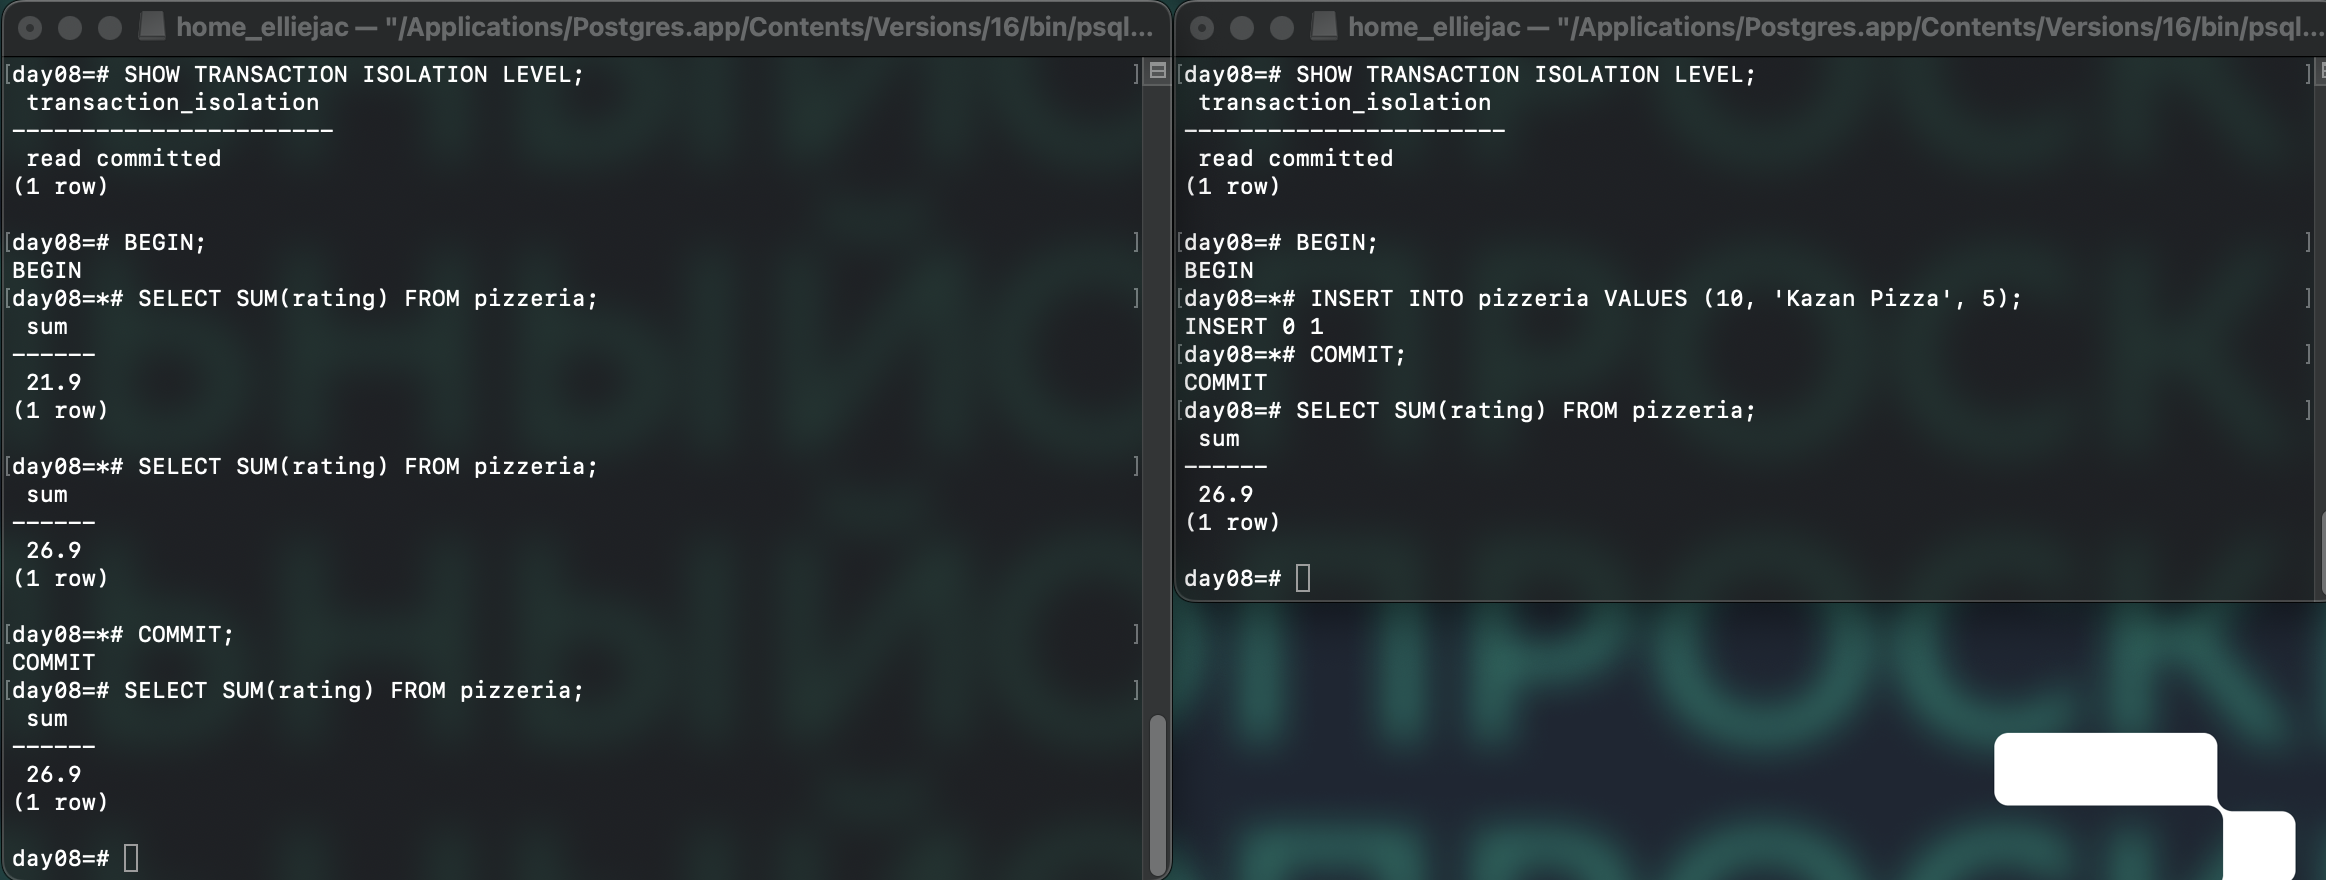 home_elliejac — "/Applications/Postgres.app/Contents/Versions/16/bin/psql...
day08=# SHOW TRANSACTION ISOLATION LEVEL;
transaction_isolation
-----------------------
read committed
(1 row)
day08=# BEGIN;
BEGIN
day08=*# SELECT SUM(rating) FROM pizzeria;
sum
------
21.9
(1 row)
day08=*# SELECT SUM(rating) FROM pizzeria;
sum
------
26.9
(1 row)
day08=*# COMMIT;
COMMIT
day08=# SELECT SUM(rating) FROM pizzeria;
sum
------
26.9
(1 row)
day08=#
home_elliejac — "/Applications/Postgres.app/Contents/Versions/16/bin/psql...
day08=# SHOW TRANSACTION ISOLATION LEVEL;
transaction_isolation
-----------------------
read committed
(1 row)
day08=# BEGIN;
BEGIN
day08=*# INSERT INTO pizzeria VALUES (10, 'Kazan Pizza', 5);
INSERT 0 1
day08=*# COMMIT;
COMMIT
day08=# SELECT SUM(rating) FROM pizzeria;
sum
------
26.9
(1 row)
day08=#